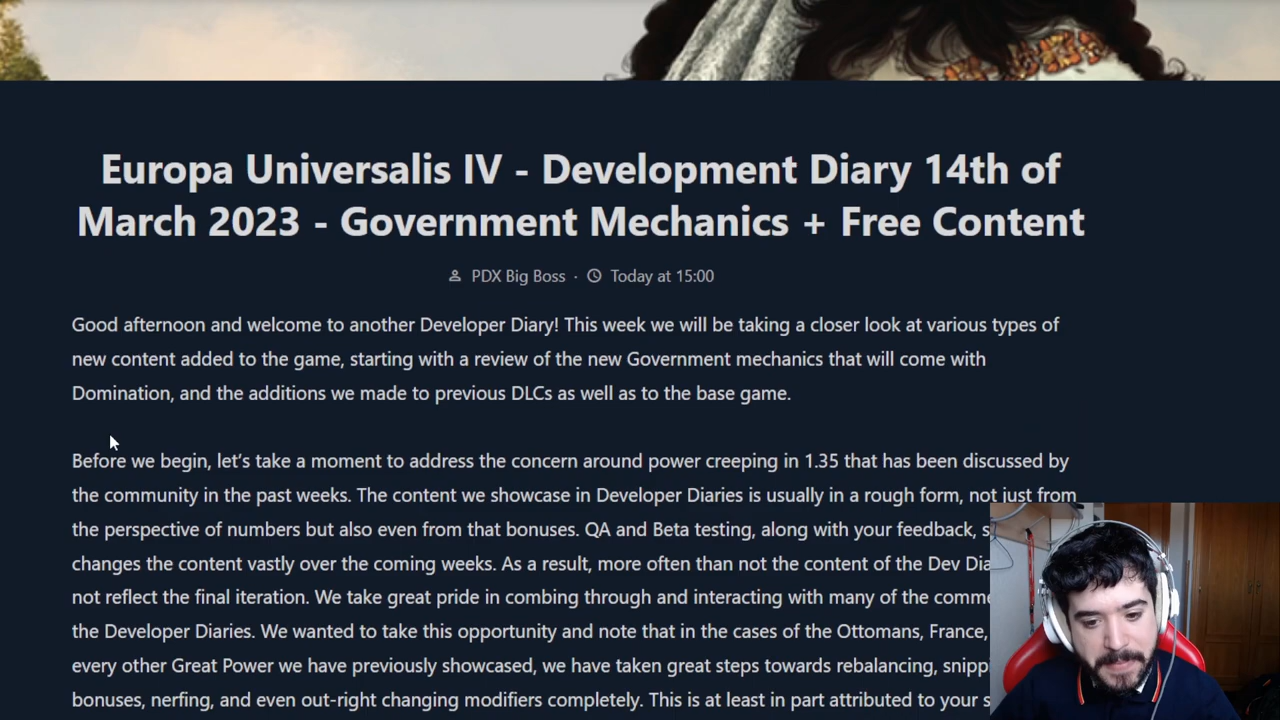 Europa Universalis IV - Development Diary 14th of
March 2023 - Government Mechanics + Free Content
PDX Big Boss · Today at 15:00
Good afternoon and welcome to another Developer Diary! This week we will be taking a closer look at various types of
new content added to the game, starting with a review of the new Government mechanics that will come with
Domination, and the additions we made to previous DLCs as well as to the base game.
Before we begin, let's take a moment to address the concern around power creeping in 1.35 that has been discussed by
the community in the past weeks. The content we showcase in Developer Diaries is usually in a rough form, not just from
the perspective of numbers but also even from that bonuses. QA and Beta testing, along with your feedback,
changes the content vastly over the coming weeks. As a result, more often than not the content of the Dev
not reflect the final iteration. We take great pride in combing through and interacting with many of the
the Developer Diaries. We wanted to take this opportunity and note that in the cases of the Ottomans, France,
every other Great Power we have previously showcased, we have taken great steps towards rebalancing,
bonuses, nerfing, and even out-right changing modifiers completely. This is at least in part attributed to your